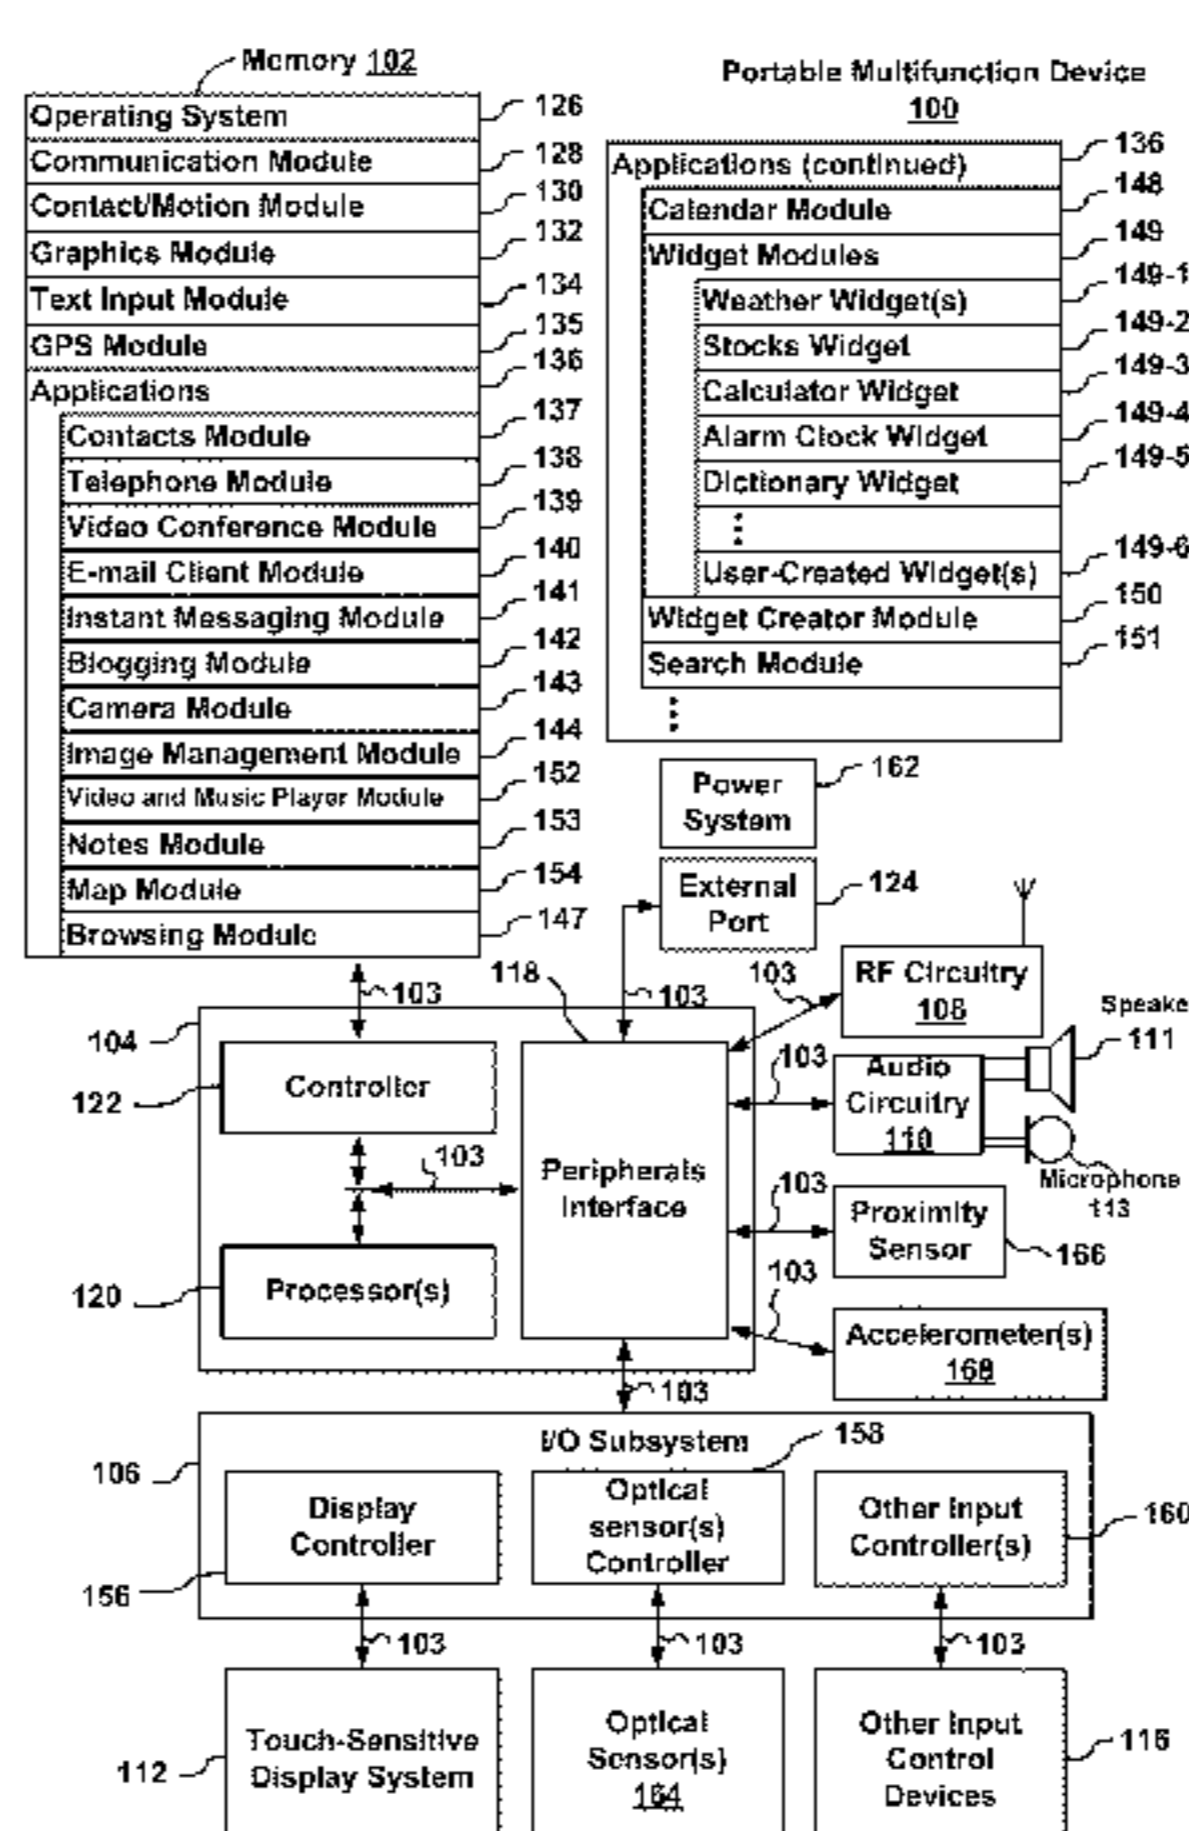 Memory 102
Operating System 126
Communication Module 128
Contact/Motion Module 130
Graphics Module 132
Text Input Module 134
GPS Module 135
Applications 136
Contacts Module 137
Telephone Module 138
Video Conference Module 139
E-mail Client Module 140
Instant Messaging Module 141
Blogging Module 142
Camera Module 143
Image Management Module 144
Video and Music Player Module 152
Notes Module 153
Map Module 154
Browsing Module 147
Portable Multifunction Device
100
Applications (continued) 136
Calendar Module 148
Widget Modules 149
Weather Widget(s) 149-1
Stocks Widget 149-2
Calculator Widget 149-3
Alarm Clock Widget 149-4
Dictionary Widget 149-5
User-Created Widget(s) 149-6
Widget Creator Module 150
Search Module 151
Power
System
162
External
Port
124
RF Circuitry
108
103
103
118
103
103
104
Controller
122
Peripherals
Interface
103
Processor(s)
120
Audio
Circuitry
110
Speake
111
Microphone
113
103
Proximity
Sensor
166
103
Accelerometer(s)
168
103
I/O Subsystem
106
Display
Controller
156
Optical
sensor(s)
Controller
158
Other Input
Controller(s)
160
103
103
103
Touch-Sensitive
Display System
112
Optical
Sensor(s)
164
Other Input
Control
Devices
116